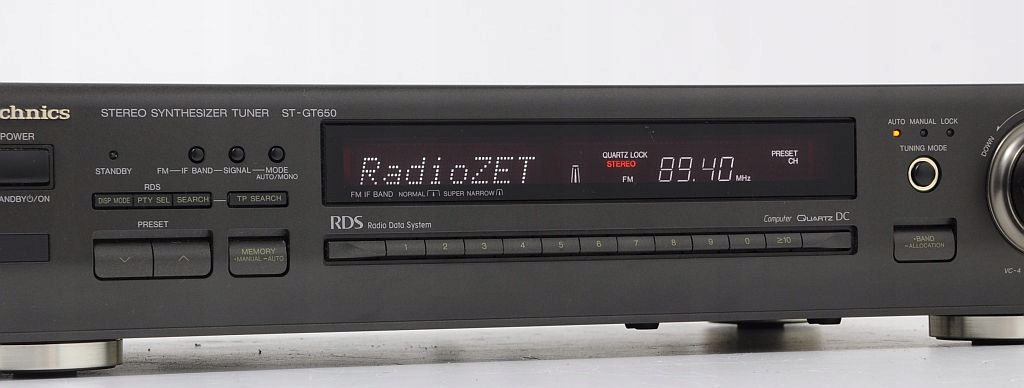 chnics STEREO SYNTHESIZER TUNER ST-GT650
POWER
STANDBY
FM IF BAND SIGNAL MODE
AUTO/MONO
ANDBY⏻/ON
RDS
DISP MODE PTY SEL SEARCH TP SEARCH
PRESET
MEMORY
MANUAL AUTO
RadioZET
QUARTZ LOCK
STEREO
FM 89.40 MHz
PRESET
CH
FM IF BAND NORMAL SUPER NARROW
RDS Radio Data System
Computer QUARTZ DC
1 2 3 4 5 6 7 8 9 0 ≥10
AUTO MANUAL LOCK
TUNING MODE
DOWN
BAND
ALLOCATION
VC-4